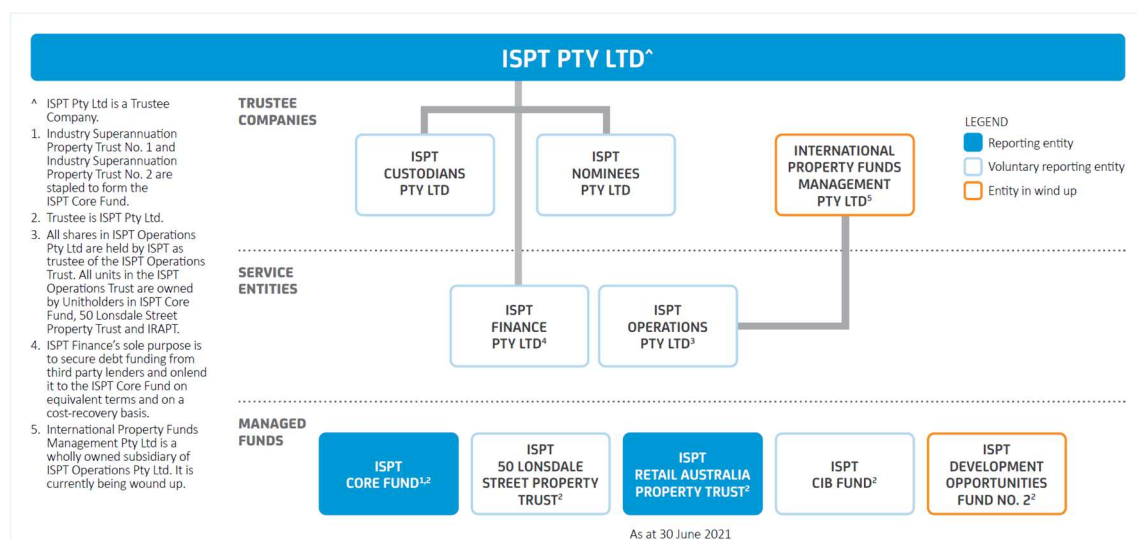 ISPT PTY LTD^
^ ISPT Pty Ltd is a Trustee
Company.
1. Industry Superannuation
Property Trust No. 1 and
Industry Superannuation
Property Trust No. 2 are
stapled to form the
ISPT Core Fund.
2. Trustee is ISPT Pty Ltd.
3. All shares in ISPT Operations
Pty Ltd are held by ISPT as
trustee of the ISPT Operations
Trust. All units in the ISPT
Operations Trust are owned
by Unitholders in ISPT Core
Fund, 50 Lonsdale Street
Property Trust and IRAPT.
4. ISPT Finance's sole purpose is
to secure debt funding from
third party lenders and onlend
it to the ISPT Core Fund on
equivalent terms and on a
cost-recovery basis.
5. International Property Funds
Management Pty Ltd is a
wholly owned subsidiary of
ISPT Operations Pty Ltd. It is
currently being wound up.
TRUSTEE
COMPANIES
ISPT
CUSTODIANS
PTY LTD
ISPT
NOMINEES
PTY LTD
INTERNATIONAL
PROPERTY FUNDS
MANAGEMENT
PTY LTD⁵
LEGEND
Reporting entity
Voluntary reporting entity
Entity in wind up
SERVICE
ENTITIES
ISPT
FINANCE
PTY LTD⁴
ISPT
OPERATIONS
PTY LTD³
MANAGED
FUNDS
ISPT
CORE FUND¹,²
ISPT
50 LONSDALE
STREET PROPERTY
TRUST²
ISPT
RETAIL AUSTRALIA
PROPERTY TRUST²
ISPT
CIB FUND²
ISPT
DEVELOPMENT
OPPORTUNITIES
FUND NO. 2²
As at 30 June 2021